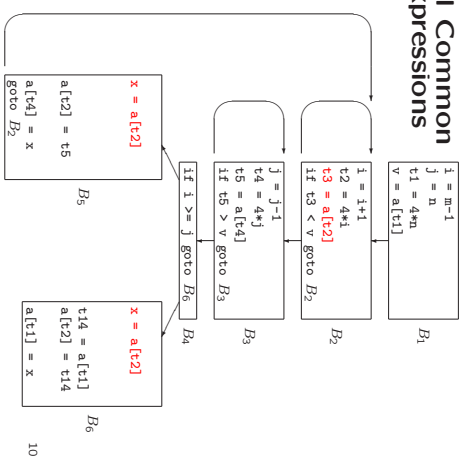 l Common
xpressions
i = m-1
j = n
t1 = 4*n
v = a[t1]
B1
i = i+1
t2 = 4*i
t3 = a[t2]
if t3 < v goto B2
B2
j = j-1
t4 = 4*j
t5 = a[t4]
if t5 > v goto B3
B3
if i >= j goto B6
B4
x = a[t2]
a[t2] = t5
a[t4] = x
goto B2
B5
x = a[t2]
t14 = a[t1]
a[t2] = t14
a[t1] = x
B6
10